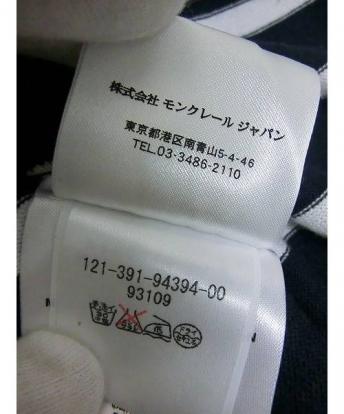 株式会社 モンクレール ジャパン
東京都港区南青山5-4-46
TEL.03-3486-2110
121-391-94394-00
93109